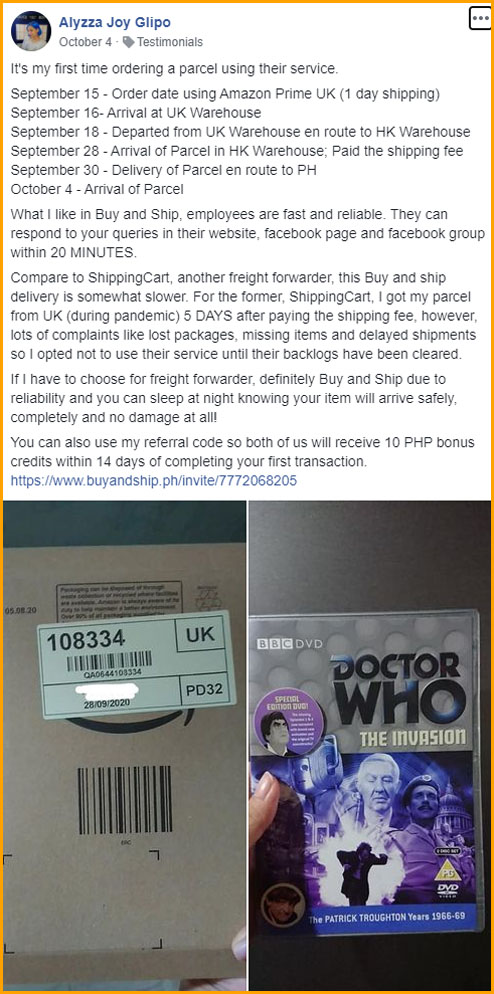 Alyzza Joy Glipo
October 4 · Testimonials
It's my first time ordering a parcel using their service.
September 15 - Order date using Amazon Prime UK (1 day shipping)
September 16- Arrival at UK Warehouse
September 18 - Departed from UK Warehouse en route to HK Warehouse
September 28 - Arrival of Parcel in HK Warehouse; Paid the shipping fee
September 30 - Delivery of Parcel en route to PH
October 4 - Arrival of Parcel
What I like in Buy and Ship, employees are fast and reliable. They can
respond to your queries in their website, facebook page and facebook group
within 20 MINUTES.
Compare to ShippingCart, another freight forwarder, this Buy and ship
delivery is somewhat slower. For the former, ShippingCart, I got my parcel
from UK (during pandemic) 5 DAYS after paying the shipping fee, however,
lots of complaints like lost packages, missing items and delayed shipments
so I opted not to use their service until their backlogs have been cleared.
If I have to choose for freight forwarder, definitely Buy and Ship due to
reliability and you can sleep at night knowing your item will arrive safely,
completely and no damage at all!
You can also use my referral code so both of us will receive 10 PHP bonus
credits within 14 days of completing your first transaction.
https://www.buyandship.ph/invite/7772068205
Packaging can be disposed of through
05.08.20
108334
UK
QA0644108334
28/09/2020
PD32
ERC
BBC DVD
DOCTOR
WHO
THE INVASION
SPECIAL
EDITION DVD!
2 DISC SET
PG
DVD
VIDEO
The PATRICK TROUGHTON Years 1966-69